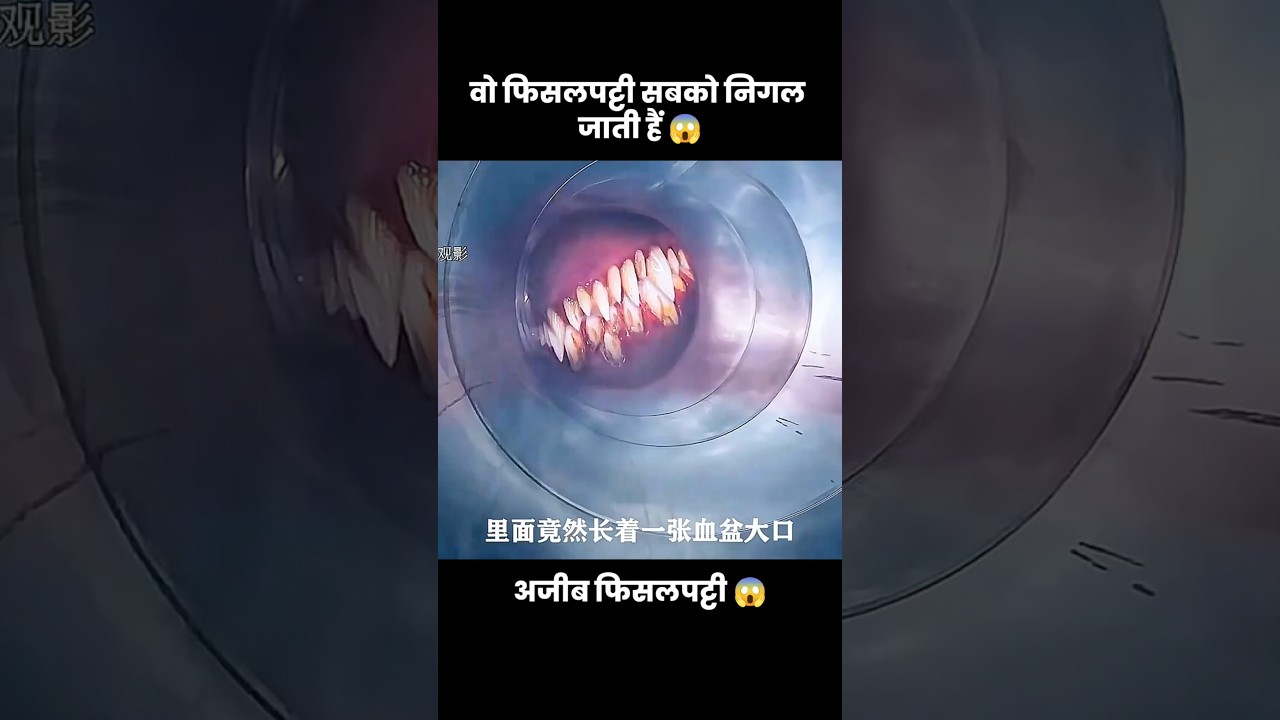 观影
वो फिसलपट्टी सबको निगल
जाती हैं 😱
观影
里面竟然长着一张血盆大口
अजीब फिसलपट्टी 😱